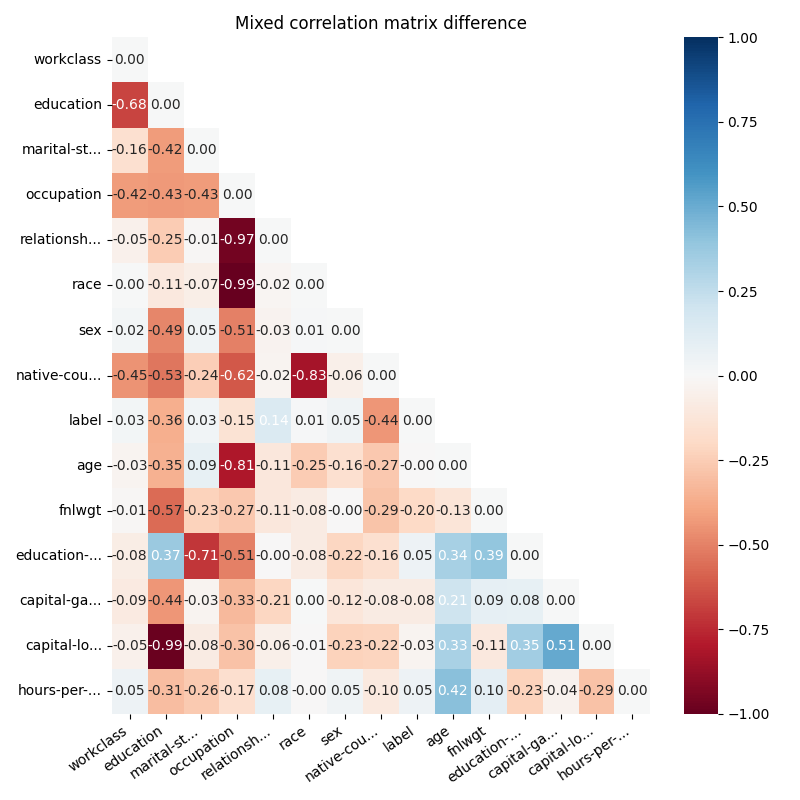 Mixed correlation matrix difference
workclass 0.00
education -0.68 0.00
marital-st... -0.16 -0.42 0.00
occupation -0.42 -0.43 -0.43 0.00
relationsh... -0.05 -0.25 -0.01 -0.97 0.00
race 0.00 -0.11 -0.07 -0.99 -0.02 0.00
sex 0.02 -0.49 0.05 -0.51 -0.03 0.01 0.00
native-cou... -0.45 -0.53 -0.24 -0.62 -0.02 -0.83 -0.06 0.00
label 0.03 -0.36 0.03 -0.15 0.14 0.01 0.05 -0.44 0.00
age -0.03 -0.35 0.09 -0.81 -0.11 -0.25 -0.16 -0.27 -0.00 0.00
fnlwgt -0.01 -0.57 -0.23 -0.27 -0.11 -0.08 -0.00 -0.29 -0.20 -0.13 0.00
education-... -0.08 0.37 -0.71 -0.51 -0.00 -0.08 -0.22 -0.16 0.05 0.34 0.39 0.00
capital-ga... -0.09 -0.44 -0.03 -0.33 -0.21 0.00 -0.12 -0.08 -0.08 0.21 0.09 0.08 0.00
capital-lo... -0.05 -0.99 -0.08 -0.30 -0.06 -0.01 -0.23 -0.22 -0.03 0.33 -0.11 0.35 0.51 0.00
hours-per-... 0.05 -0.31 -0.26 -0.17 0.08 -0.00 0.05 -0.10 0.05 0.42 0.10 -0.23 -0.04 -0.29 0.00
workclass
education
marital-st...
occupation
relationsh...
race
sex
native-cou...
label
age
fnlwgt
education-...
capital-ga...
capital-lo...
hours-per-...
1.00
0.75
0.50
0.25
0.00
−0.25
−0.50
−0.75
−1.00